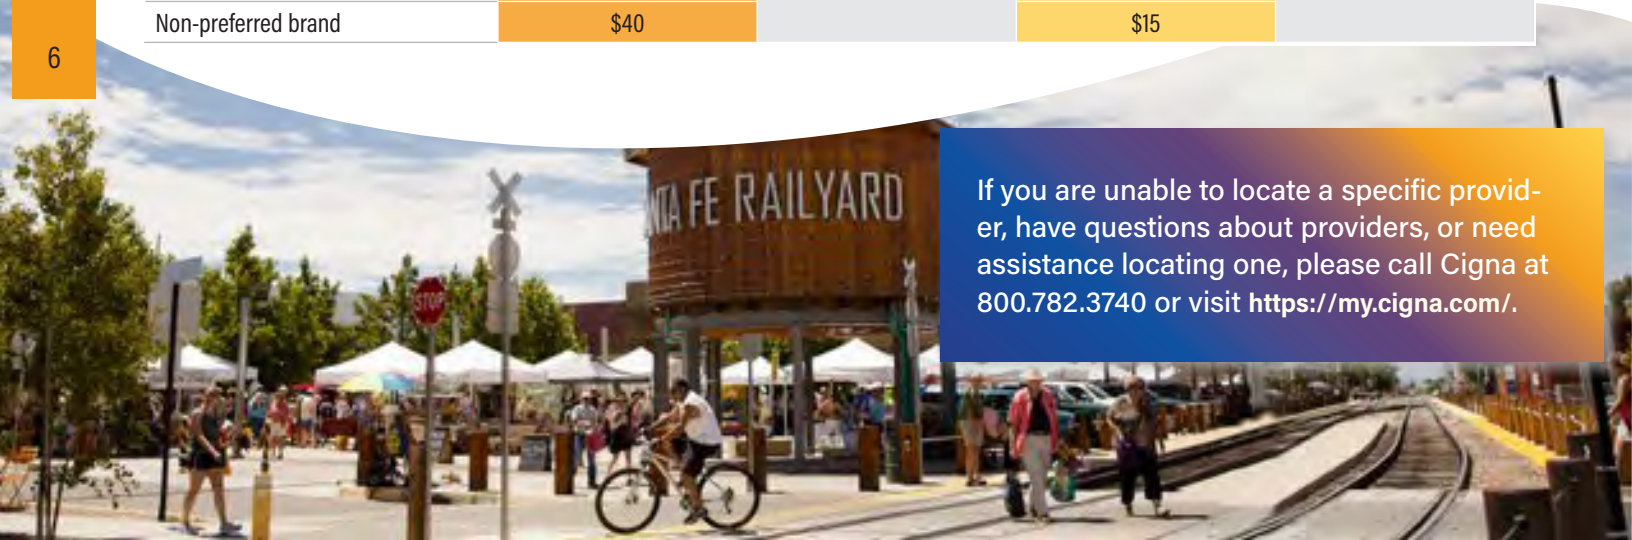 Non-preferred brand $40 $15
6
NTA FE RAILYARD
STOP
If you are unable to locate a specific provid-
er, have questions about providers, or need
assistance locating one, please call Cigna at
800.782.3740 or visit https://my.cigna.com/.